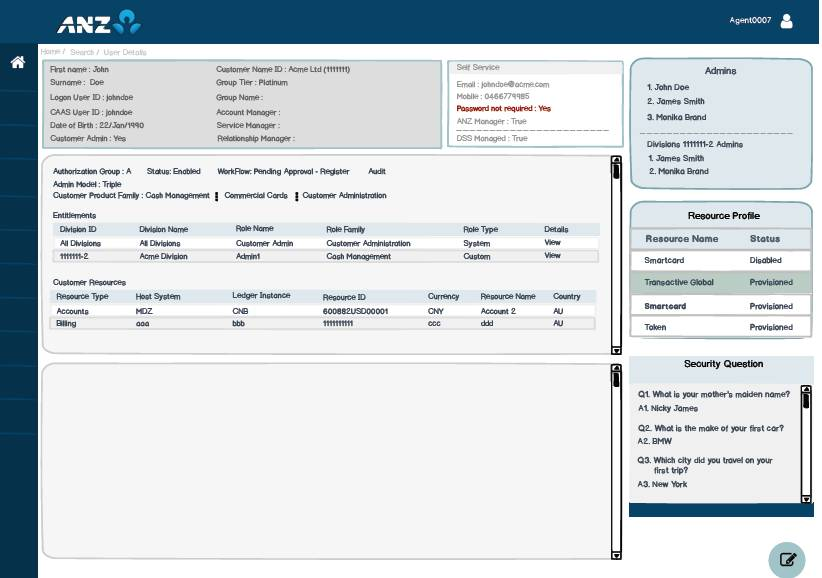 ANZ
Agent0007
Home / Search / User Details
First name : John
Surname : Doe
Logon User ID : johndoe
CAAS User ID : johndoe
Date of Birth : 22/Jan/1990
Customer Admin : Yes
Customer Name ID : Acme Ltd (1111111)
Group Tier : Platinum
Group Name :
Account Manager :
Service Manager :
Relationship Manager :
Self Service
Email : johndoe@acme.com
Mobile : 0466779985
Password not required : Yes
ANZ Manager : True
DSS Managed : True
Admins
1. John Doe
2. James Smith
3. Monika Brand
Divisions 1111111-2 Admins
1. James Smith
2. Monika Brand
Authorization Group : A Status: Enabled WorkFlow: Pending Approval - Register Audit
Admin Model : Triple
Customer Product Family : Cash Management Commercial Cards Customer Administration
Entitlements
Division ID Division Name Role Name Role Family Role Type Details
All Divisions All Divisions Customer Admin Customer Administration System View
1111111-2 Acme Division Admin1 Cash Management Custom View
Customer Resources
Resource Type Host System Ledger Instance Resource ID Currency Resource Name Country
Accounts MDZ CNB 600882USD00001 CNY Account 2 AU
Billing aaa bbb 1111111111 ccc ddd AU
Resource Profile
Resource Name Status
Smartcard Disabled
Transactive Global Provisioned
Smartcard Provisioned
Token Provisioned
Security Question
Q1. What is your mother's maiden name?
A1. Nicky James
Q2. What is the make of your first car?
A2. BMW
Q3. Which city did you travel on your
first trip?
A3. New York